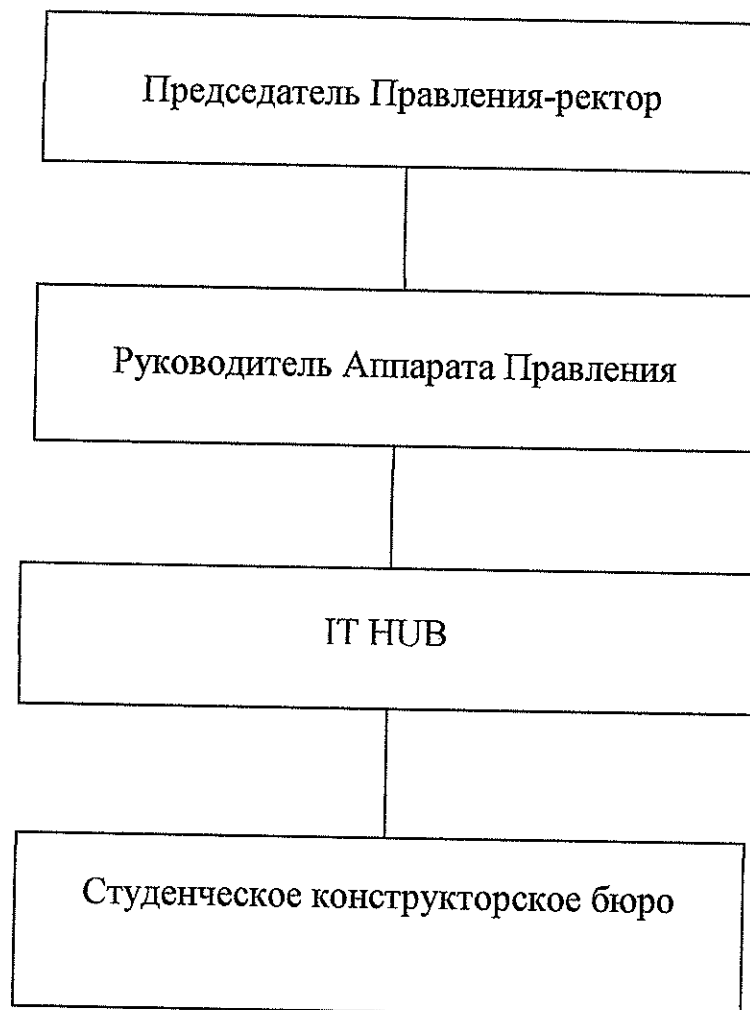 Председатель Правления-ректор
Руководитель Аппарата Правления
IT HUB
Студенческое конструкторское бюро